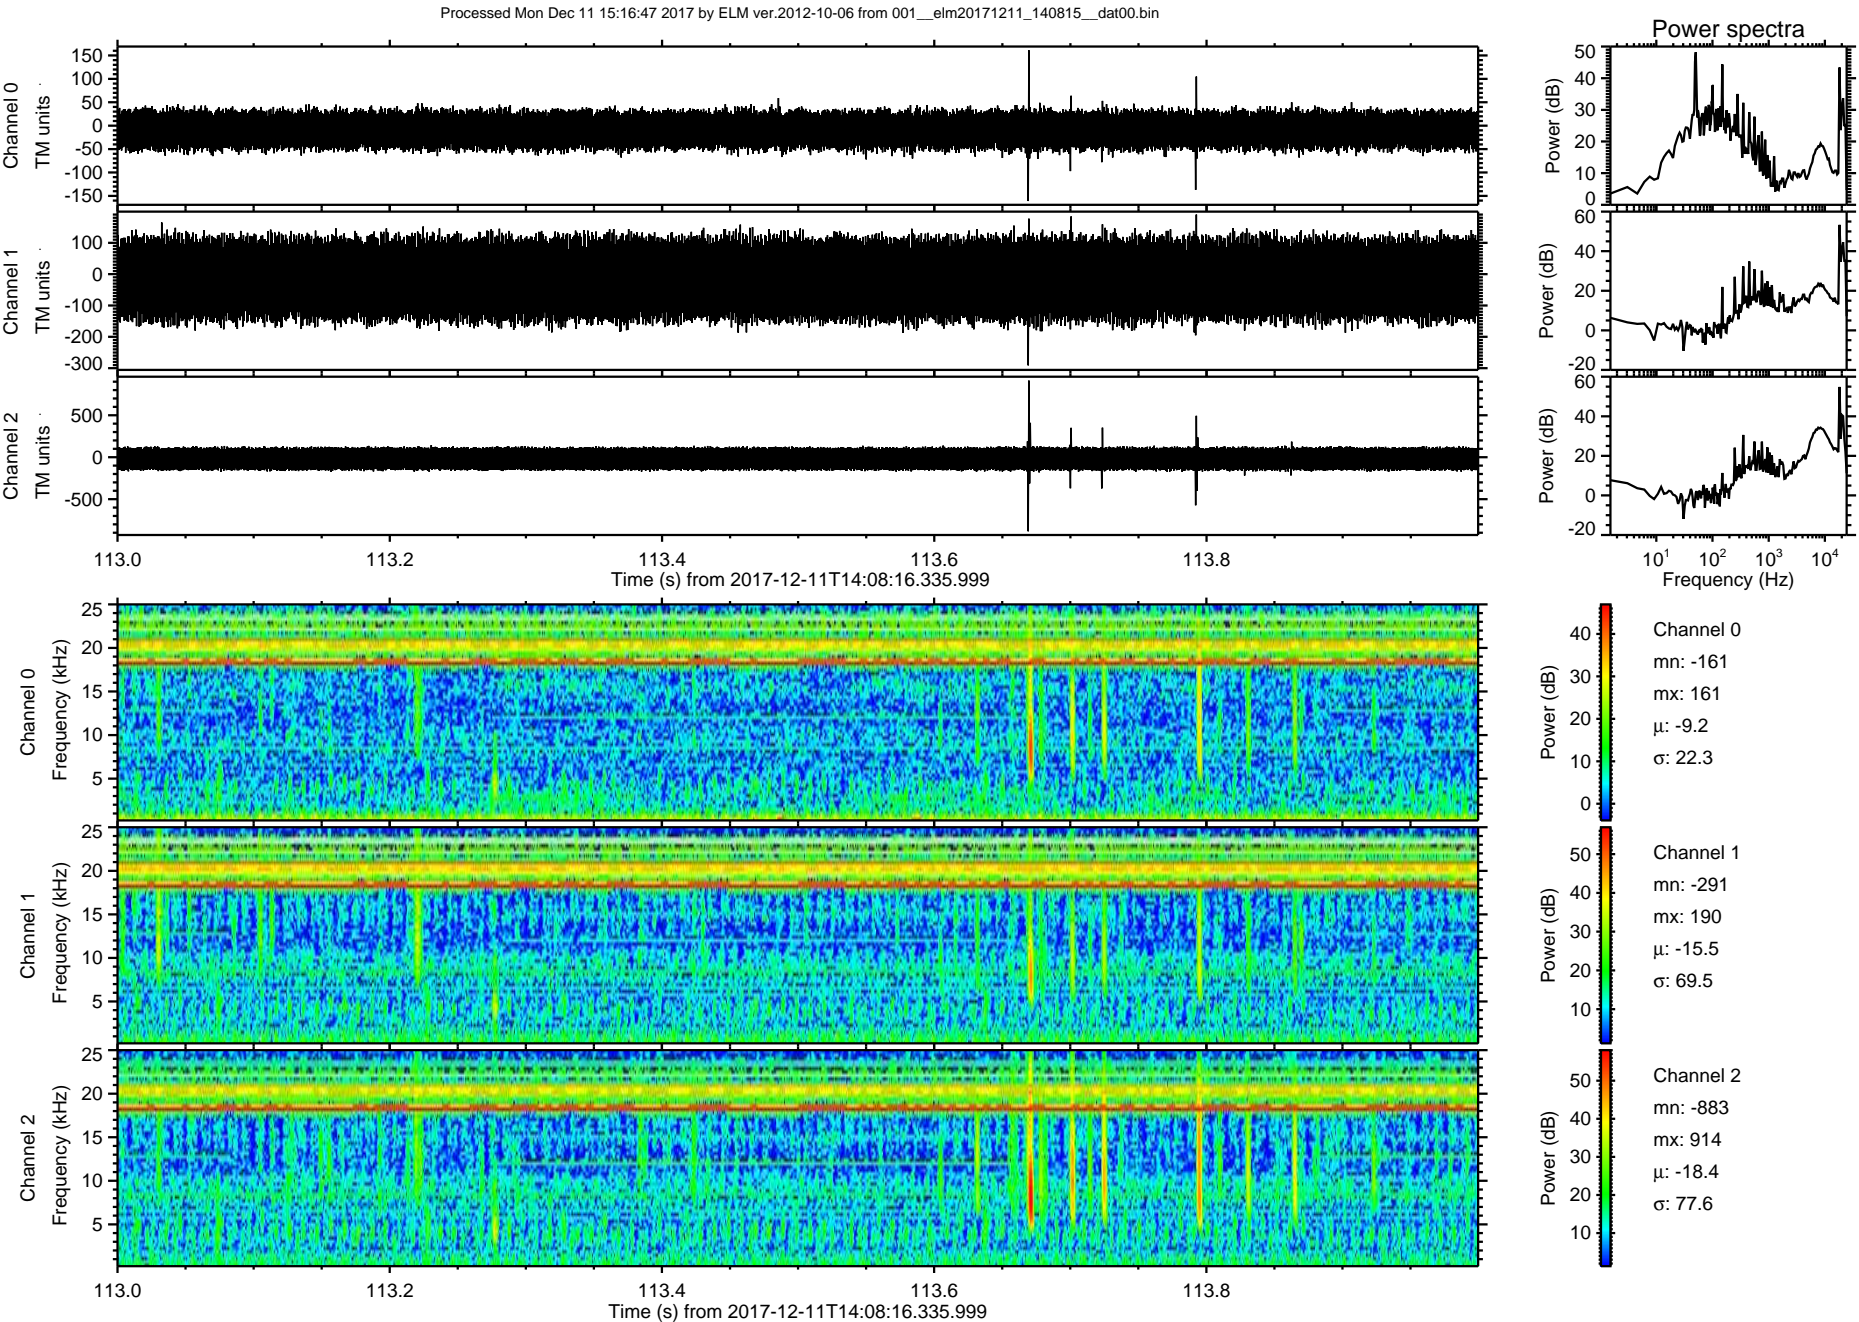 Processed Mon Dec 11 15:16:47 2017 by ELM ver.2012-10-06 from 001__elm20171211_140815__dat00.bin
Power spectra
Channel 0
TM units
150
100
50
0
-50
-100
-150
Power (dB)
50
40
30
20
10
0
Channel 1
TM units
100
0
-100
-200
-300
Power (dB)
60
40
20
0
-20
Channel 2
TM units
500
0
-500
Power (dB)
60
40
20
0
-20
113.0 113.2 113.4 113.6 113.8
Time (s) from 2017-12-11T14:08:16.335.999
10¹ 10² 10³ 10⁴
Frequency (Hz)
Channel 0
Frequency (kHz)
25
20
15
10
5
Power (dB)
40
30
20
10
0
Channel 0
mn: -161
mx: 161
μ: -9.2
σ: 22.3
Channel 1
Frequency (kHz)
25
20
15
10
5
Power (dB)
50
40
30
20
10
Channel 1
mn: -291
mx: 190
μ: -15.5
σ: 69.5
Channel 2
Frequency (kHz)
25
20
15
10
5
Power (dB)
50
40
30
20
10
Channel 2
mn: -883
mx: 914
μ: -18.4
σ: 77.6
113.0 113.2 113.4 113.6 113.8
Time (s) from 2017-12-11T14:08:16.335.999